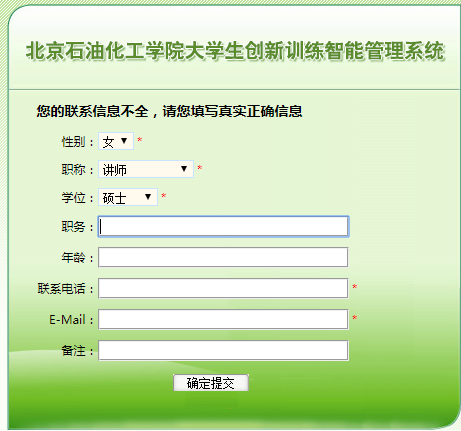 北京石油化工学院大学生创新训练智能管理系统
您的联系信息不全，请您填写真实正确信息
性别：女 *
职称：讲师 *
学位：硕士 *
职务：
年龄：
联系电话： *
E-Mail： *
备注：
确定提交